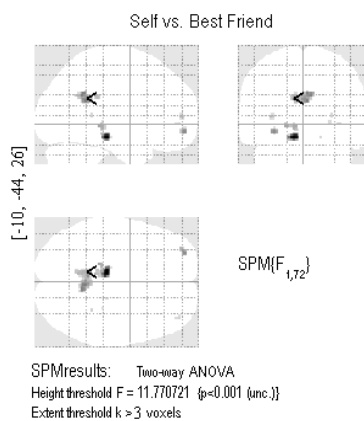 Self vs. Best Friend
[-10, -44, 26]
SPM{F1,72}
SPMresults: Two-way ANOVA
Height threshold F = 11.770721 {p<0.001 (unc.)}
Extent threshold k > 3 voxels